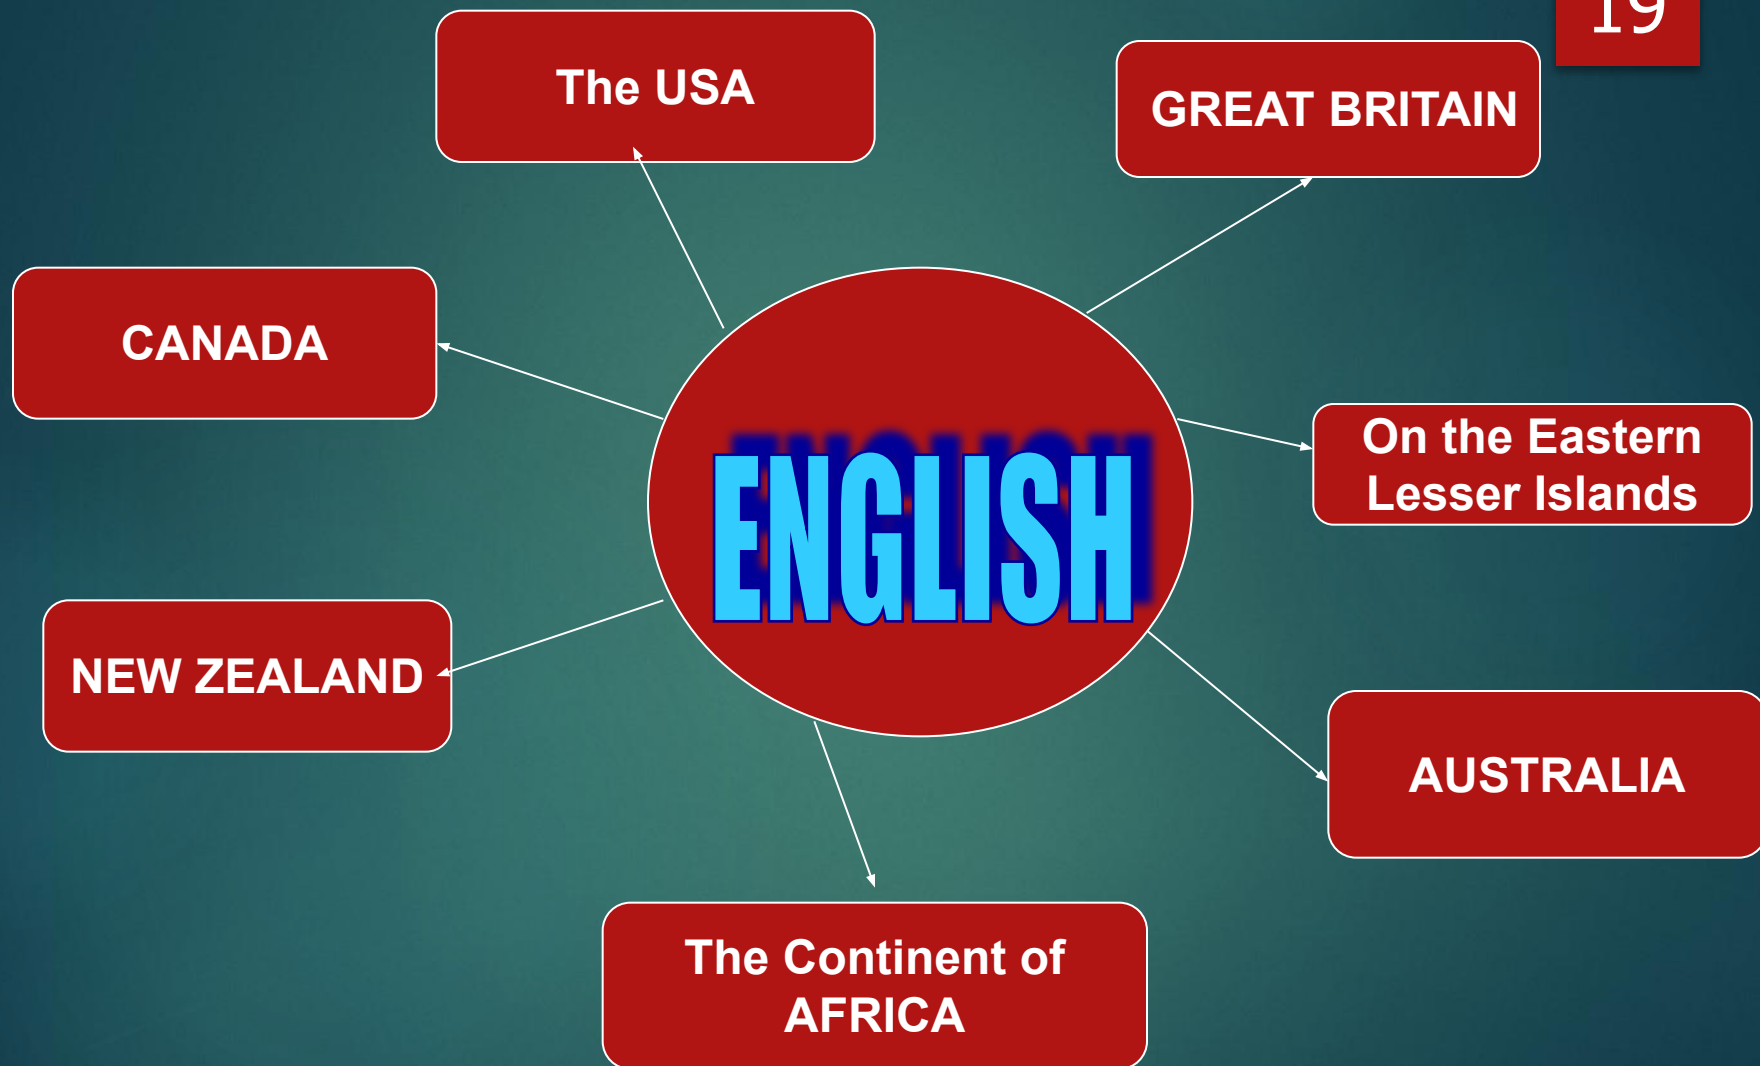 19
The USA
GREAT BRITAIN
CANADA
On the Eastern
Lesser Islands
ENGLISH
NEW ZEALAND
AUSTRALIA
The Continent of
AFRICA